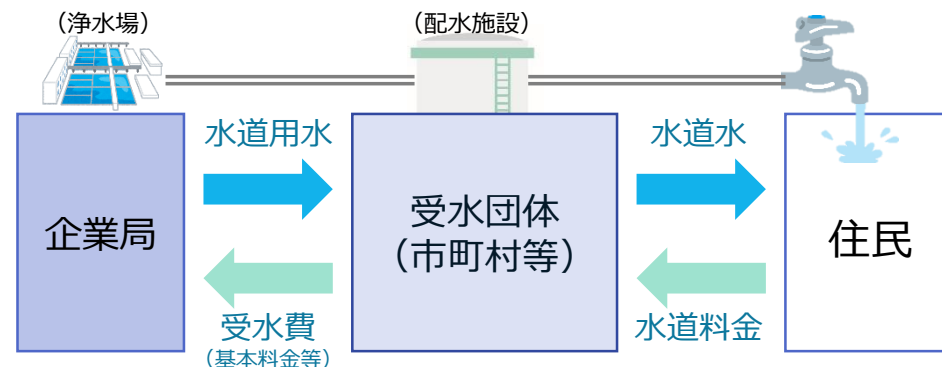 （浄水場）
（配水施設）
水道用水
水道水
企業局
受水団体
（市町村等）
住民
受水費
（基本料金等）
水道料金